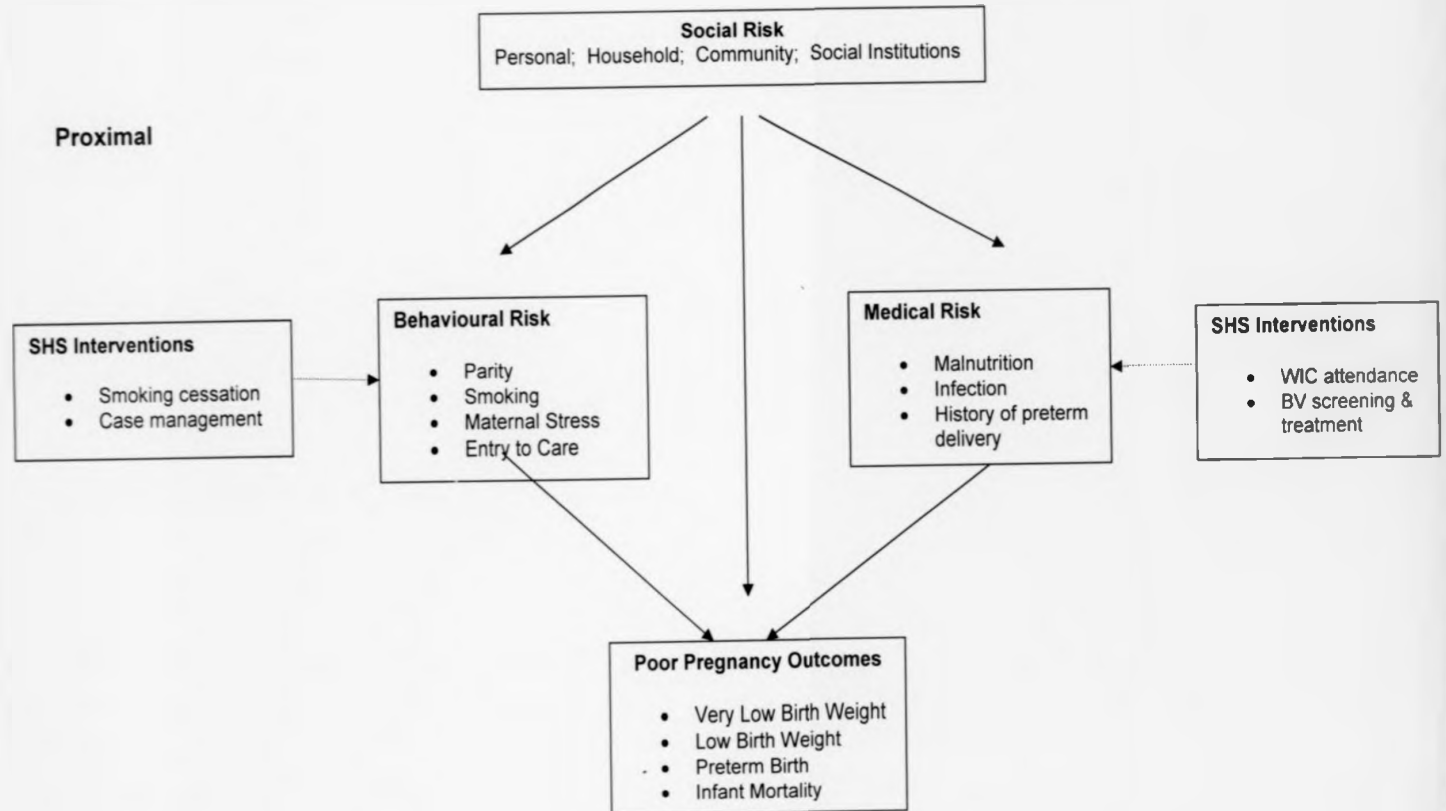 Social Risk
Personal; Household; Community; Social Institutions
Proximal
SHS Interventions
• Smoking cessation
• Case management
Behavioural Risk
• Parity
• Smoking
• Maternal Stress
• Entry to Care
Medical Risk
• Malnutrition
• Infection
• History of preterm
delivery
SHS Interventions
• WIC attendance
• BV screening &
treatment
Poor Pregnancy Outcomes
• Very Low Birth Weight
• Low Birth Weight
• Preterm Birth
• Infant Mortality